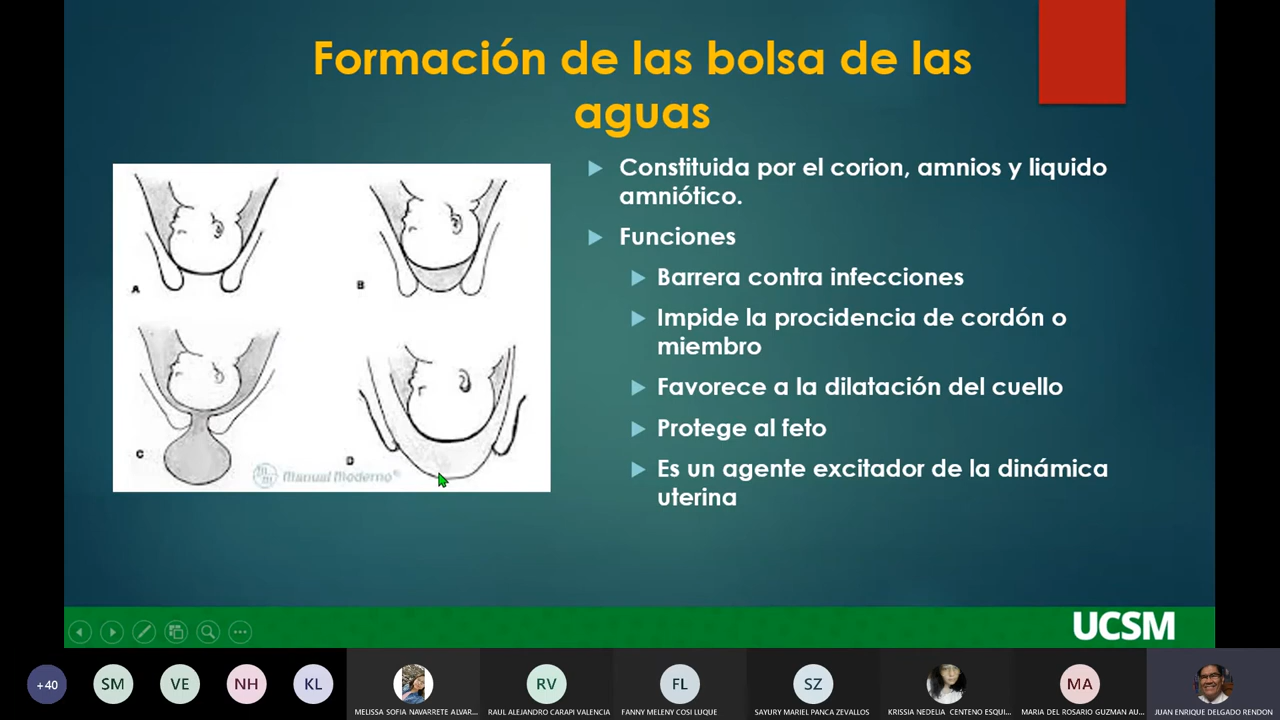 Formación de las bolsa de las
aguas
Constituida por el corion, amnios y liquido
amniótico.
Funciones
Barrera contra infecciones
Impide la procidencia de cordón o
miembro
Favorece a la dilatación del cuello
Protege al feto
Es un agente excitador de la dinámica
uterina
A
B
C
D
Manual Moderno®
UCSM
+40
SM
VE
NH
KL
RV
FL
SZ
MA
MELISSA SOFIA NAVARRETE ALVAR...
RAUL ALEJANDRO CARAPI VALENCIA
FANNY MELENY COSI LUQUE
SAYURY MARIEL PANCA ZEVALLOS
KRISSIA NEDELIA CENTENO ESQUI...
MARIA DEL ROSARIO GUZMAN AU...
JUAN ENRIQUE DELGADO RENDON